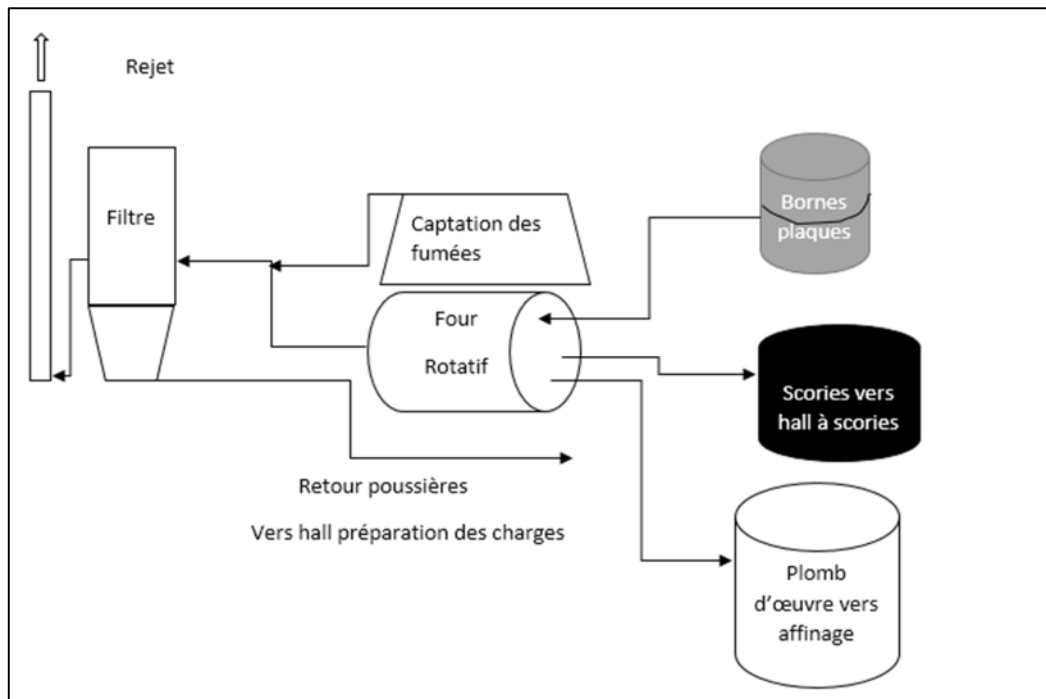 Rejet
Filtre
Captation des
fumées
Bornes
plaques
Four
Rotatif
Scories vers
hall à scories
Retour poussières
Vers hall préparation des charges
Plomb
d'œuvre vers
affinage